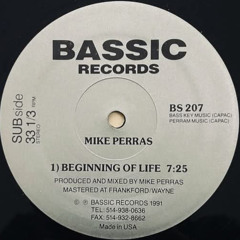 BASSIC
RECORDS
SUB side
33 1/3 RPM
STEREO
BS 207
BASS KEY MUSIC (CAPAC)
PERRAM MUSIC (CAPAC)
MIKE PERRAS
1) BEGINNING OF LIFE 7:25
PRODUCED AND MIXED BY MIKE PERRAS
MASTERED AT FRANKFORD/WAYNE
℗ © BASSIC RECORDS 1991
TEL: 514-938-0636
FAX: 514-932-8662
Made in USA